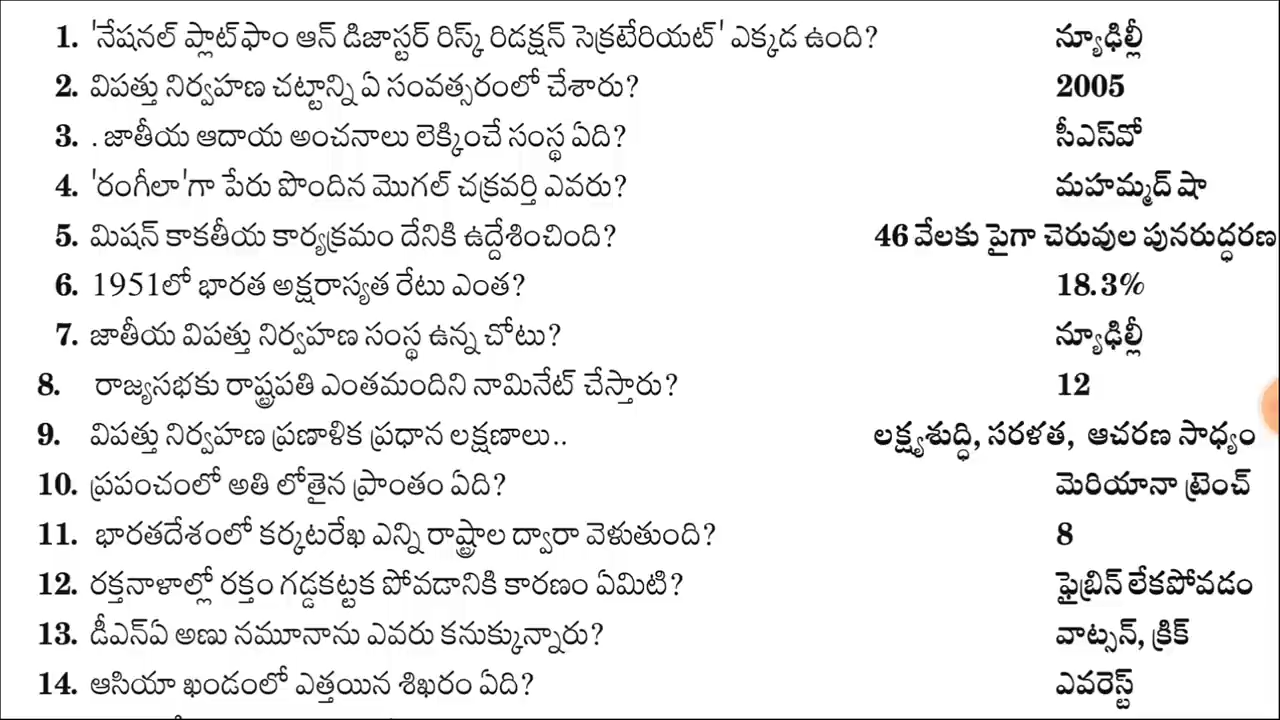 1. 'నేషనల్ ప్లాట్‌ఫాం ఆన్ డిజాస్టర్ రిస్క్ రిడక్షన్ సెక్రటేరియట్' ఎక్కడ ఉంది? న్యూఢిల్లీ
2. విపత్తు నిర్వహణ చట్టాన్ని ఏ సంవత్సరంలో చేశారు? 2005
3. . జాతీయ ఆదాయ అంచనాలు లెక్కించే సంస్థ ఏది? సీఎస్‌వో
4. 'రంగీలా'గా పేరు పొందిన మొగల్ చక్రవర్తి ఎవరు? మహమ్మద్ షా
5. మిషన్ కాకతీయ కార్యక్రమం దేనికి ఉద్దేశించింది? 46 వేలకు పైగా చెరువుల పునరుద్ధరణ
6. 1951లో భారత అక్షరాస్యత రేటు ఎంత? 18.3%
7. జాతీయ విపత్తు నిర్వహణ సంస్థ ఉన్న చోటు? న్యూఢిల్లీ
8. రాజ్యసభకు రాష్ట్రపతి ఎంతమందిని నామినేట్ చేస్తారు? 12
9. విపత్తు నిర్వహణ ప్రణాళిక ప్రధాన లక్షణాలు.. లక్ష్యశుద్ధి, సరళత, ఆచరణ సాధ్యం
10. ప్రపంచంలో అతి లోతైన ప్రాంతం ఏది? మెరియానా ట్రెంచ్
11. భారతదేశంలో కర్కటరేఖ ఎన్ని రాష్ట్రాల ద్వారా వెళుతుంది? 8
12. రక్తనాళాల్లో రక్తం గడ్డకట్టక పోవడానికి కారణం ఏమిటి? ఫైబ్రిన్ లేకపోవడం
13. డీఎన్ఏ అణు నమూనాను ఎవరు కనుక్కున్నారు? వాట్సన్, క్రిక్
14. ఆసియా ఖండంలో ఎత్తయిన శిఖరం ఏది? ఎవరెస్ట్